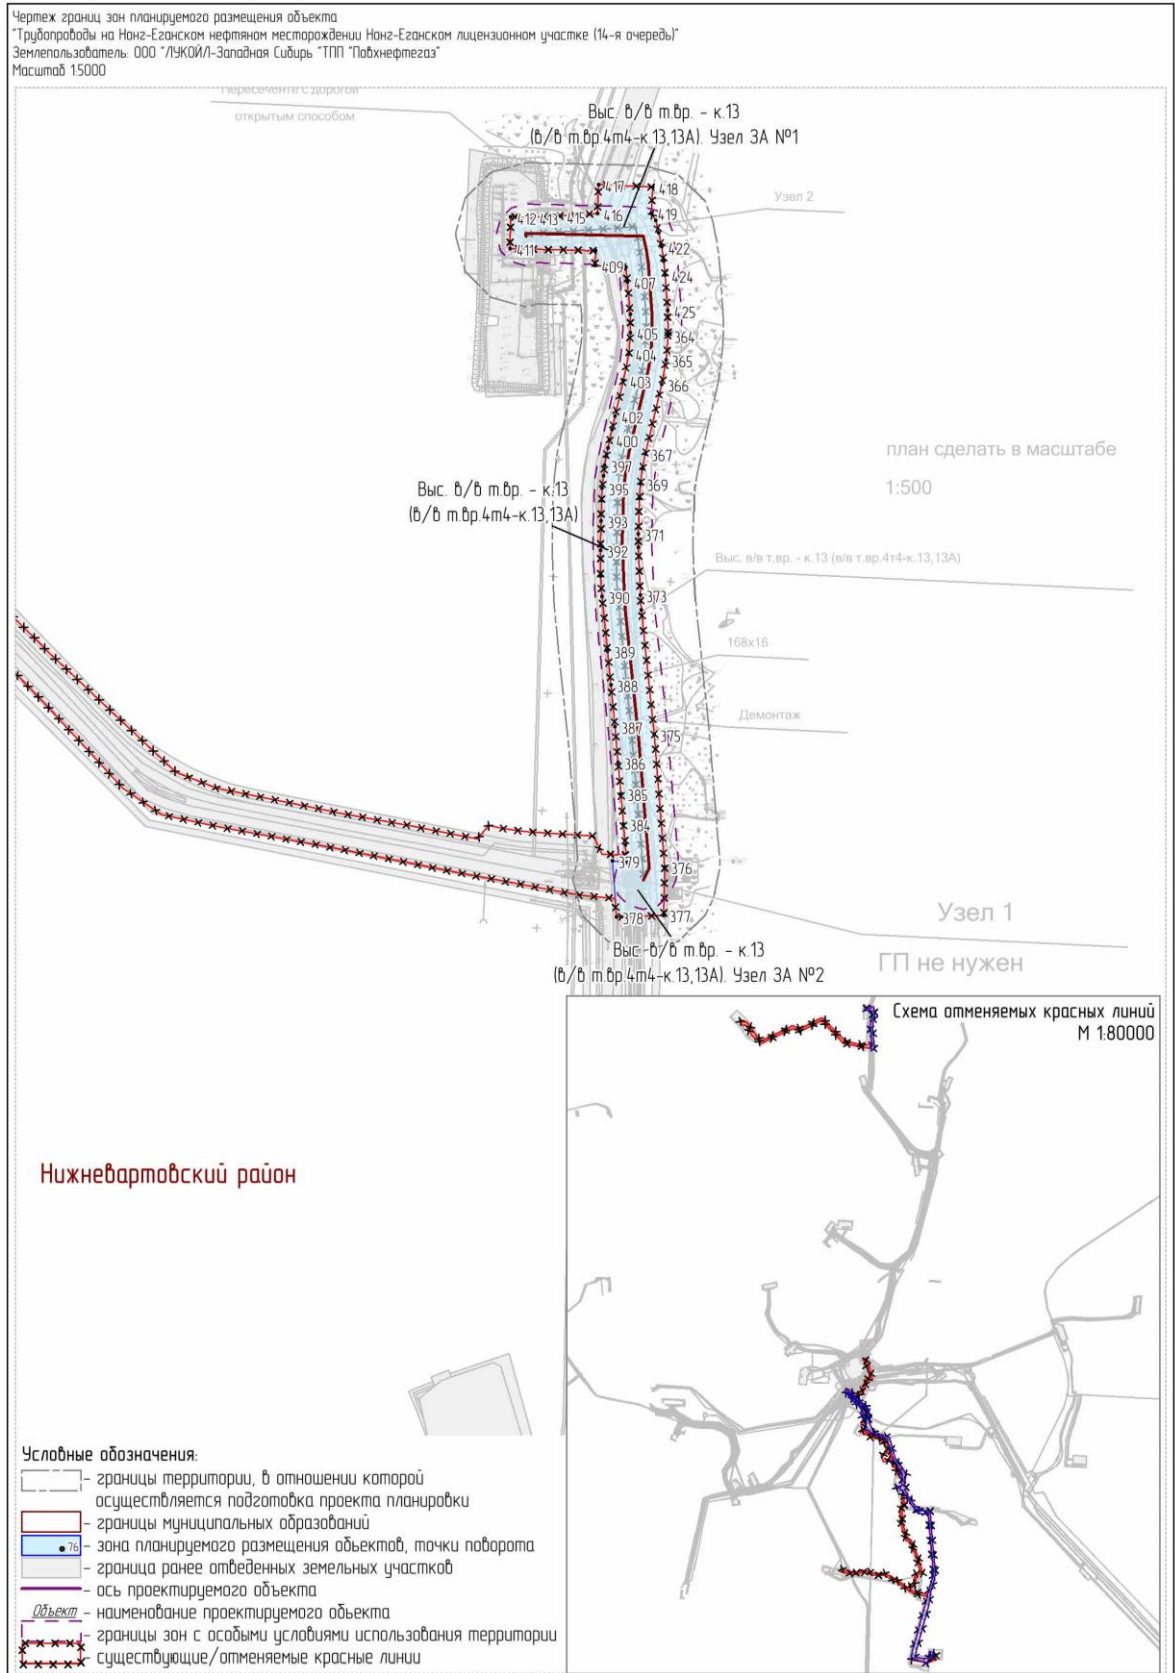 Чертеж границ зон планируемого размещения объекта
"Трубопроводы на Нонг-Еганском нефтяном месторождении Нонг-Еганском лицензионном участке (14-я очередь)"
Землепользователь: ООО "ЛУКОЙЛ-Западная Сибирь "ТПП "Повхнефтегаз"
Масштаб 1:5000
Пересечение с дорогой
открытым способом
Выс. в/в т.вр. - к.13
(в/в т.вр.4т4-к.13,13А). Узел ЗА №1
417
418
Узел 2
412
413
415
416
419
411
422
409
424
407
425
405
364
404
365
403
366
402
400
367
план сделать в масштабе
1:500
397
395
369
Выс. в/в т.вр. - к.13
(в/в т.вр.4т4-к.13,13А)
393
371
392
Выс. в/в т.вр. - к.13 (в/в т.вр.4т4-к.13,13А)
390
373
389
168х16
388
387
375
Демонтаж
386
385
384
379
376
378
377
Узел 1
ГП не нужен
Выс. в/в т.вр. - к.13
(в/в т.вр.4т4-к.13,13А). Узел ЗА №2
Схема отменяемых красных линий
М 1:80000
Нижневартовский район
Условные обозначения:
- границы территории, в отношении которой
осуществляется подготовка проекта планировки
- границы муниципальных образований
76 - зона планируемого размещения объектов, точки поворота
- граница ранее отведенных земельных участков
- ось проектируемого объекта
Объект - наименование проектируемого объекта
- границы зон с особыми условиями использования территории
- существующие/отменяемые красные линии